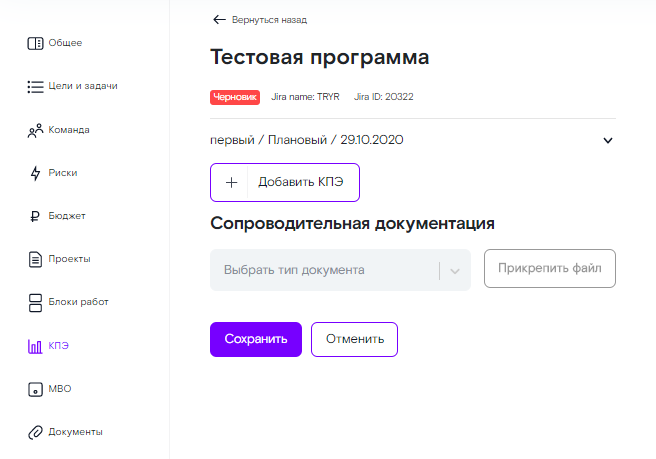 Вернуться назад
Тестовая программа
Черновик Jira name: TRYR Jira ID: 20322
первый / Плановый / 29.10.2020
Добавить КПЭ
Сопроводительная документация
Выбрать тип документа
Прикрепить файл
Сохранить
Отменить
Общее
Цели и задачи
Команда
Риски
Бюджет
Проекты
Блоки работ
КПЭ
МВО
Документы